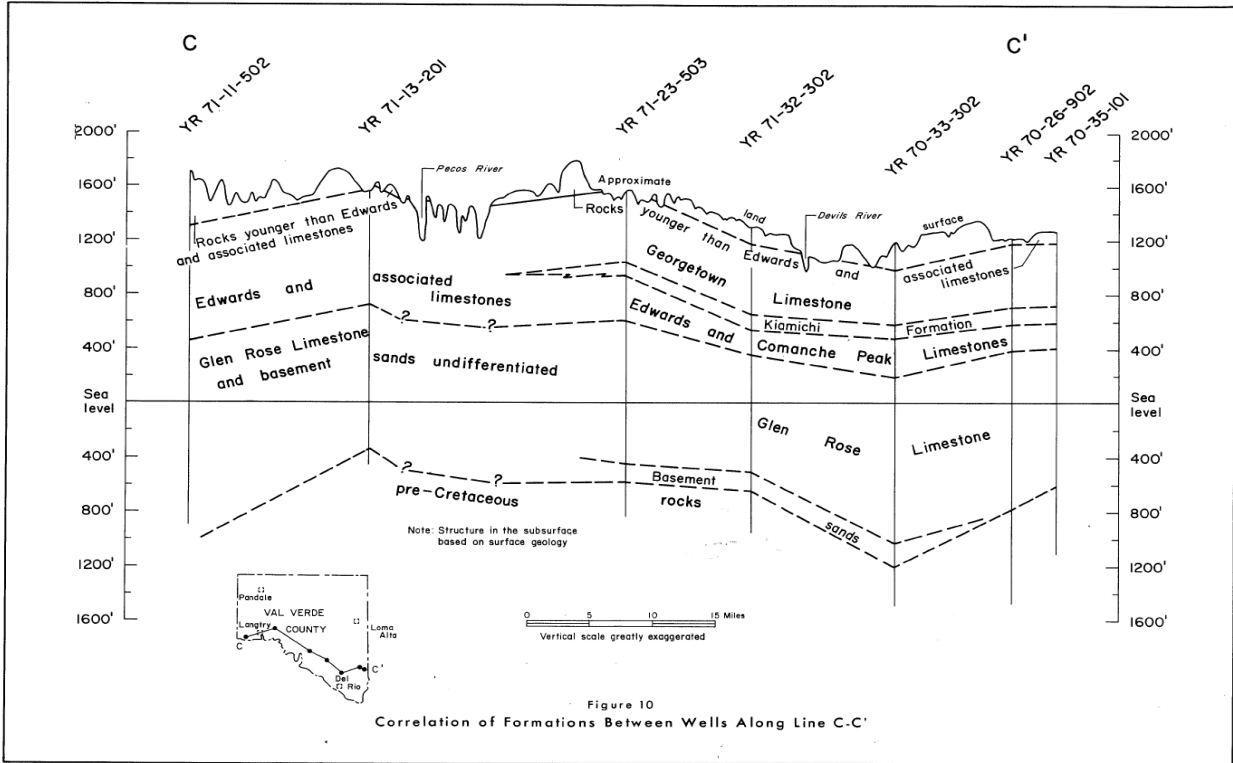 C
C'
YR 71-11-502
YR 71-13-201
YR 71-23-503
YR 71-32-302
YR 70-33-302
YR 70-26-902
YR 70-35-101
2000'
1600'
1200'
800'
400'
Sea
level
400'
800'
1200'
1600'
2000'
1600'
1200'
800'
400'
Sea
level
400'
800'
1200'
1600'
Pecos River
Approximate
land
surface
Devils River
Rocks younger than Edwards
and associated limestones
Rocks
younger than Edwards and
associated
limestones
Edwards and
associated
limestones
Georgetown
Limestone
Kiamichi
Formation
Edwards and
Comanche Peak
Limestones
Glen Rose Limestone
and basement
sands undifferentiated
? ?
Glen Rose
Limestone
? ?
pre-Cretaceous
rocks
Basement
sands
Note: Structure in the subsurface
based on surface geology
Pandale
VAL VERDE
COUNTY
Langtry
Loma
Alta
C
C'
Del
Rio
0 5 10 15 Miles
Vertical scale greatly exaggerated
Figure 10
Correlation of Formations Between Wells Along Line C-C'